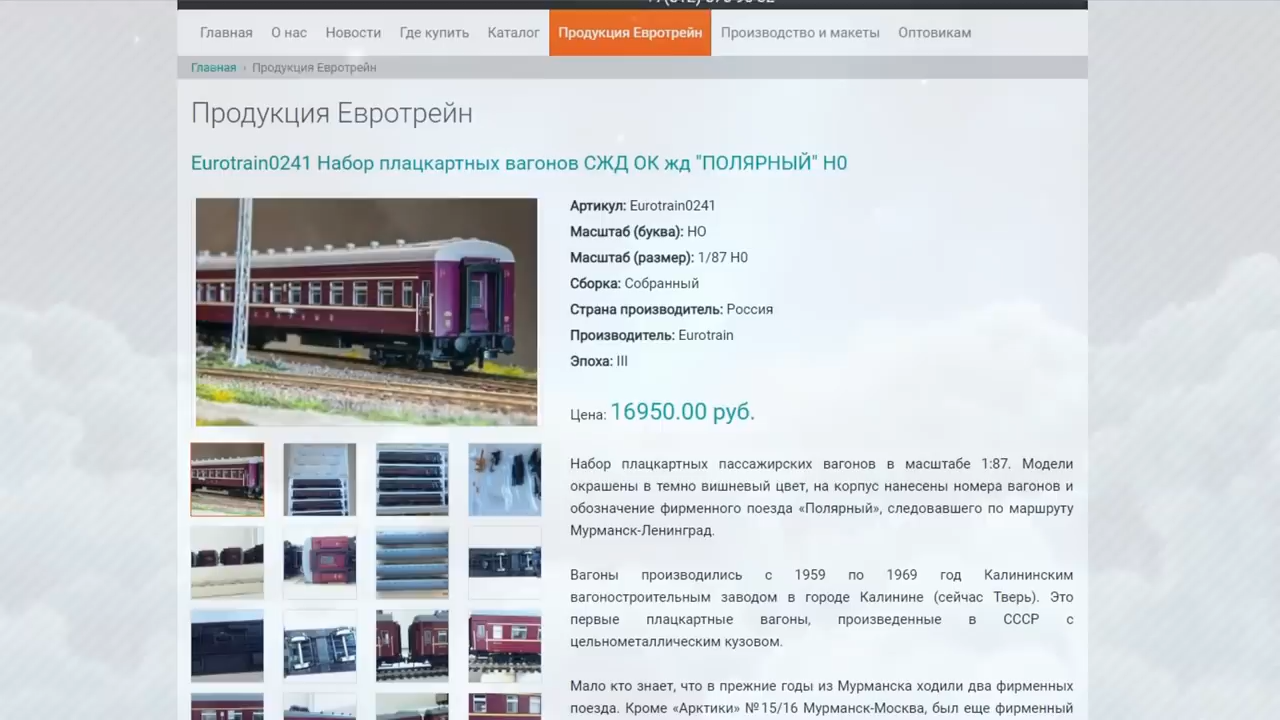 Главная О нас Новости Где купить Каталог Продукция Евротрейн Производство и макеты Оптовикам
Главная › Продукция Евротрейн
Продукция Евротрейн
Eurotrain0241 Набор плацкартных вагонов СЖД ОК жд "ПОЛЯРНЫЙ" H0
Артикул: Eurotrain0241
Масштаб (буква): HO
Масштаб (размер): 1/87 H0
Сборка: Собранный
Страна производитель: Россия
Производитель: Eurotrain
Эпоха: III
Цена: 16950.00 руб.
Набор плацкартных пассажирских вагонов в масштабе 1:87. Модели
окрашены в темно вишневый цвет, на корпус нанесены номера вагонов и
обозначение фирменного поезда «Полярный», следовавшего по маршруту
Мурманск-Ленинград.
Вагоны производились с 1959 по 1969 год Калининским
вагоностроительным заводом в городе Калинине (сейчас Тверь). Это
первые плацкартные вагоны, произведенные в СССР с
цельнометаллическим кузовом.
Мало кто знает, что в прежние годы из Мурманска ходили два фирменных
поезда. Кроме «Арктики» №15/16 Мурманск-Москва, был еще фирменный